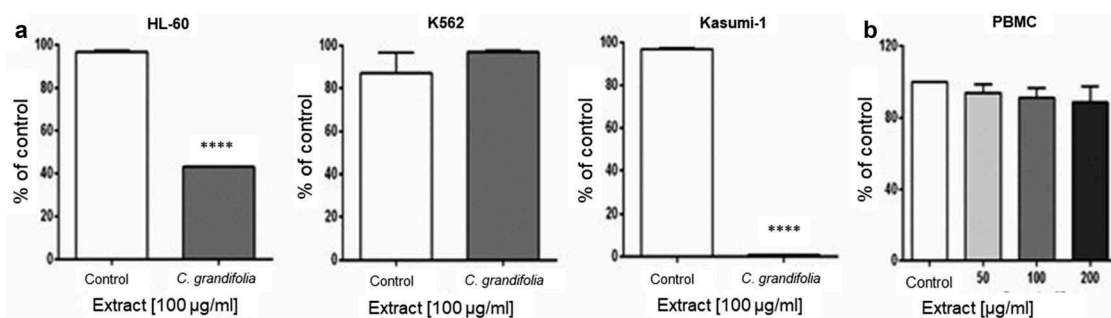 a
HL-60
% of control
100
80
60
40
20
0
****
Control
C. grandifolia
Extract [100 µg/ml]
K562
% of control
100
80
60
40
20
0
Control
C. grandifolia
Extract [100 µg/ml]
Kasumi-1
% of control
100
80
60
40
20
0
****
Control
C. grandifolia
Extract [100 µg/ml]
b
PBMC
% of control
120
80
40
0
Control
50
100
200
Extract [µg/ml]